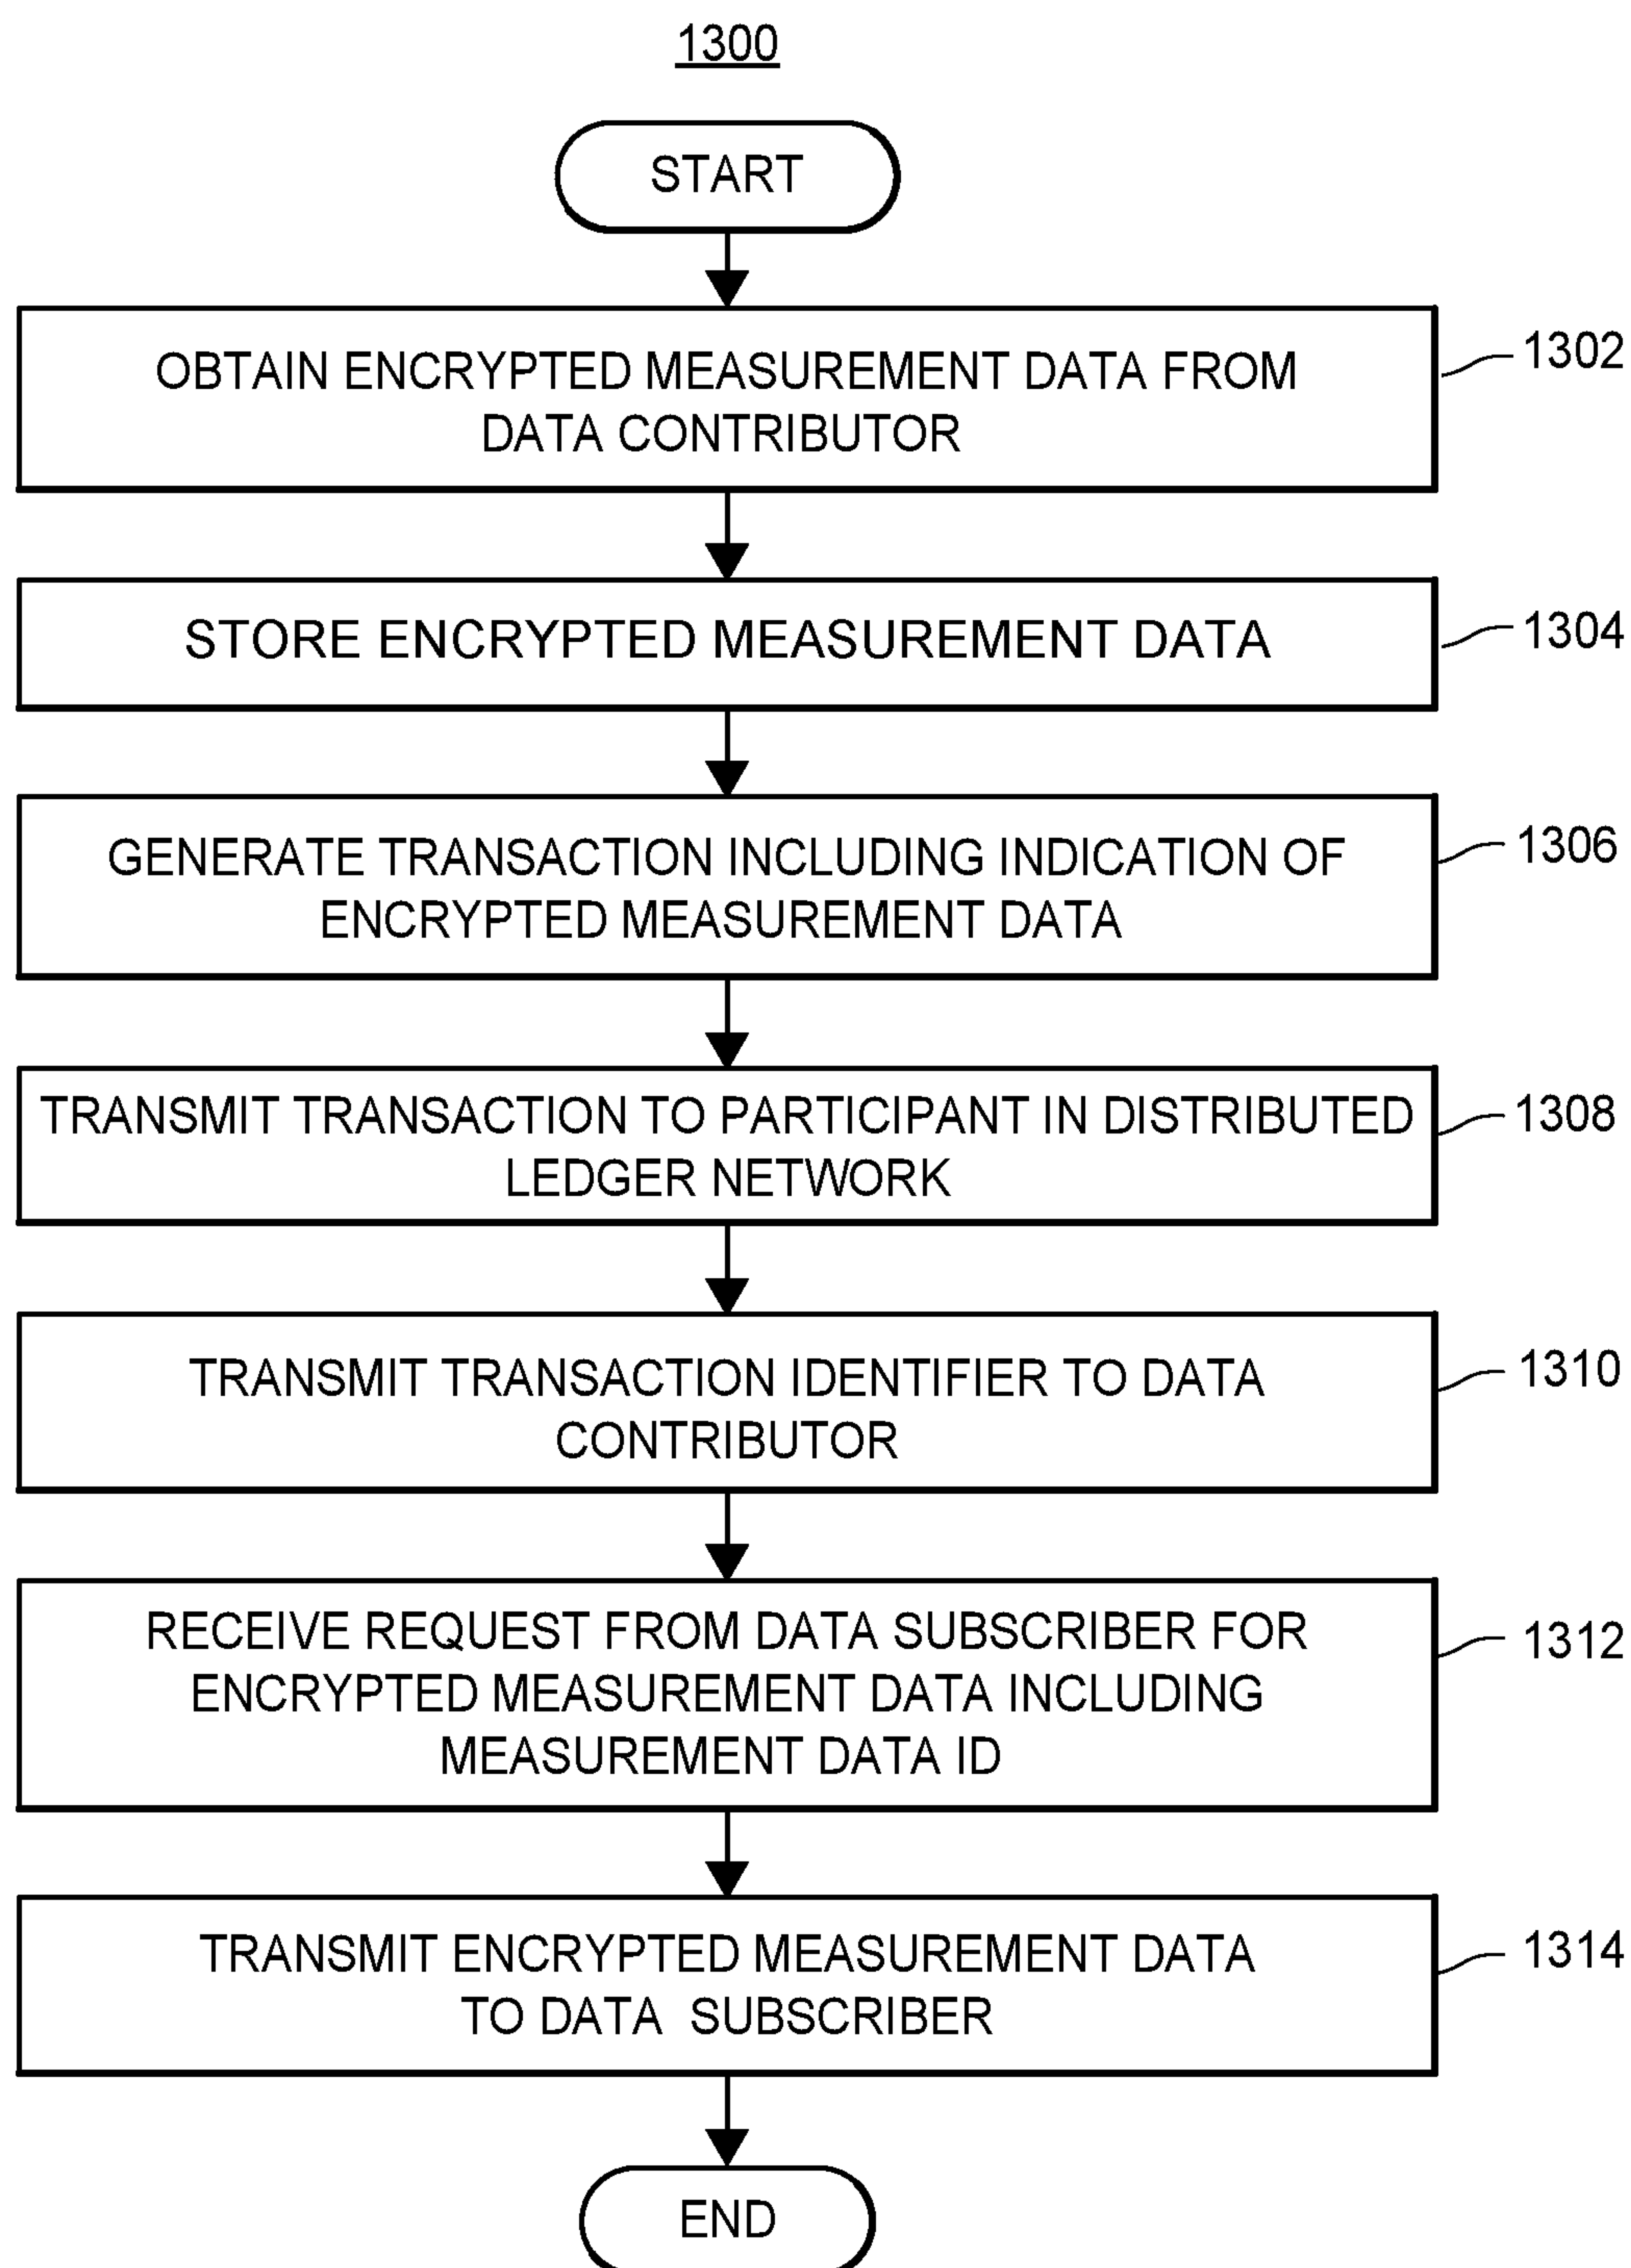 1300
START
OBTAIN ENCRYPTED MEASUREMENT DATA FROM
DATA CONTRIBUTOR
1302
STORE ENCRYPTED MEASUREMENT DATA
1304
GENERATE TRANSACTION INCLUDING INDICATION OF
ENCRYPTED MEASUREMENT DATA
1306
TRANSMIT TRANSACTION TO PARTICIPANT IN DISTRIBUTED
LEDGER NETWORK
1308
TRANSMIT TRANSACTION IDENTIFIER TO DATA
CONTRIBUTOR
1310
RECEIVE REQUEST FROM DATA SUBSCRIBER FOR
ENCRYPTED MEASUREMENT DATA INCLUDING
MEASUREMENT DATA ID
1312
TRANSMIT ENCRYPTED MEASUREMENT DATA
TO DATA SUBSCRIBER
1314
END